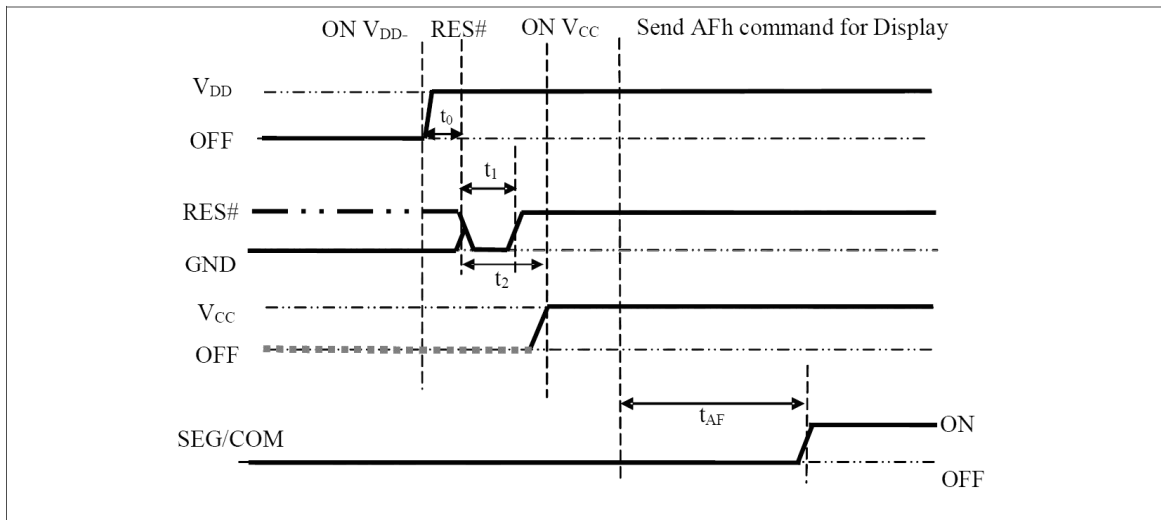 ON VDD- RES# ON VCC Send AFh command for Display
VDD
t0
OFF
t1
RES#
GND
t2
VCC
OFF
tAF
ON
SEG/COM
OFF